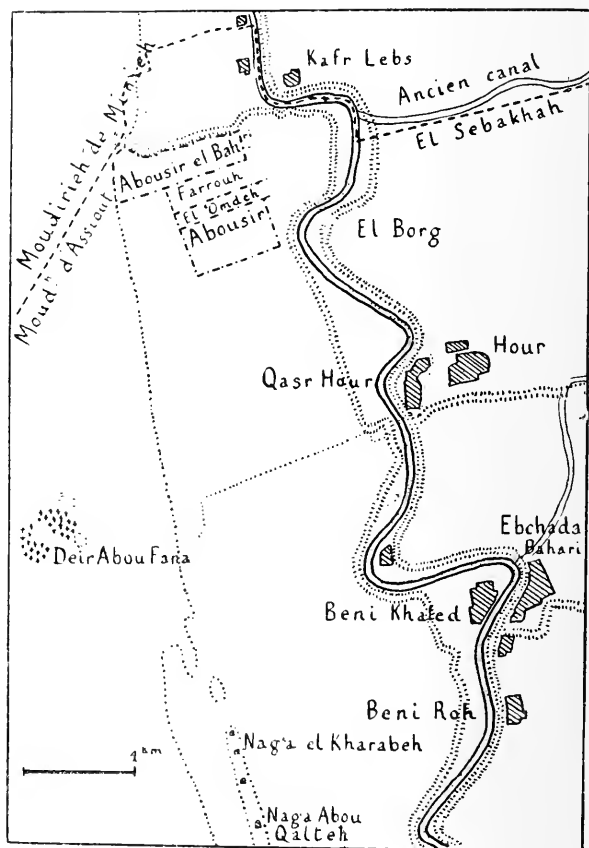 Kafr Lebs
Ancien canal
El Sebakhah
Moudirieh de Minieh
Moud.ʰ d'Assiout
Abousir el Bah
Farrouh
El 'Omdeh
Abousir
El Borg
Hour
Qasr Hour
Ebchada
Bahari
Deir Abou Fana
Beni Khaled
Beni Roh
Nag'a el Kharabeh
1 km
Naga Abou
Qalteh